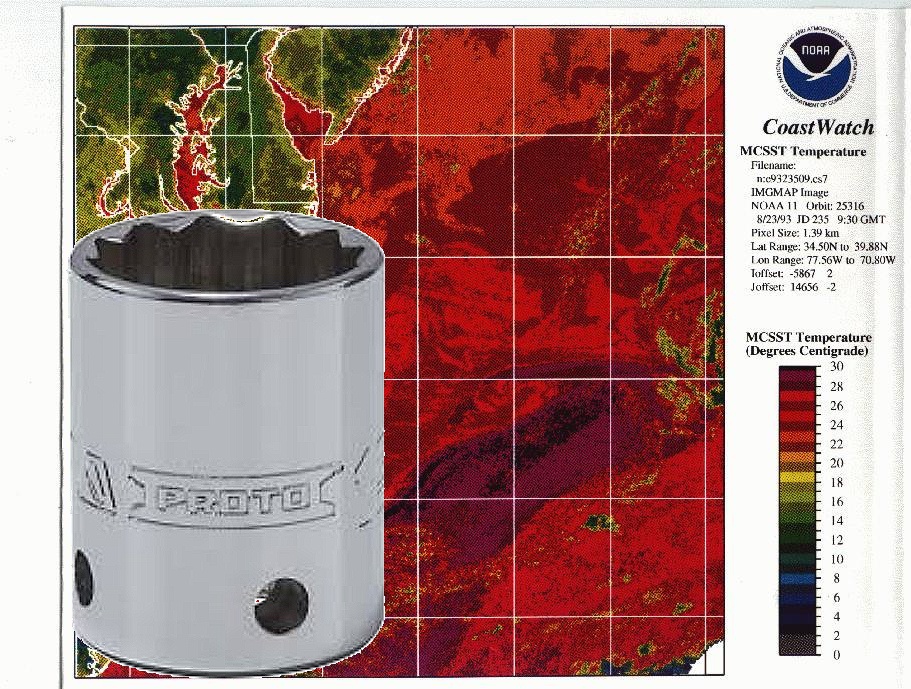 NOAA
NATIONAL OCEANIC AND ATMOSPHERIC ADMINISTRATION
U.S. DEPARTMENT OF COMMERCE
CoastWatch
MCSST Temperature
Filename:
n:c9323509.cs7
IMGMAP Image
NOAA 11 Orbit: 25316
8/23/93 JD 235 9:30 GMT
Pixel Size: 1.39 km
Lat Range: 34.50N to 39.88N
Lon Range: 77.56W to 70.80W
Ioffset: -5867 2
Joffset: 14656 -2
MCSST Temperature
(Degrees Centigrade)
30
28
26
24
22
20
18
16
14
12
10
8
6
4
2
0
PROTO